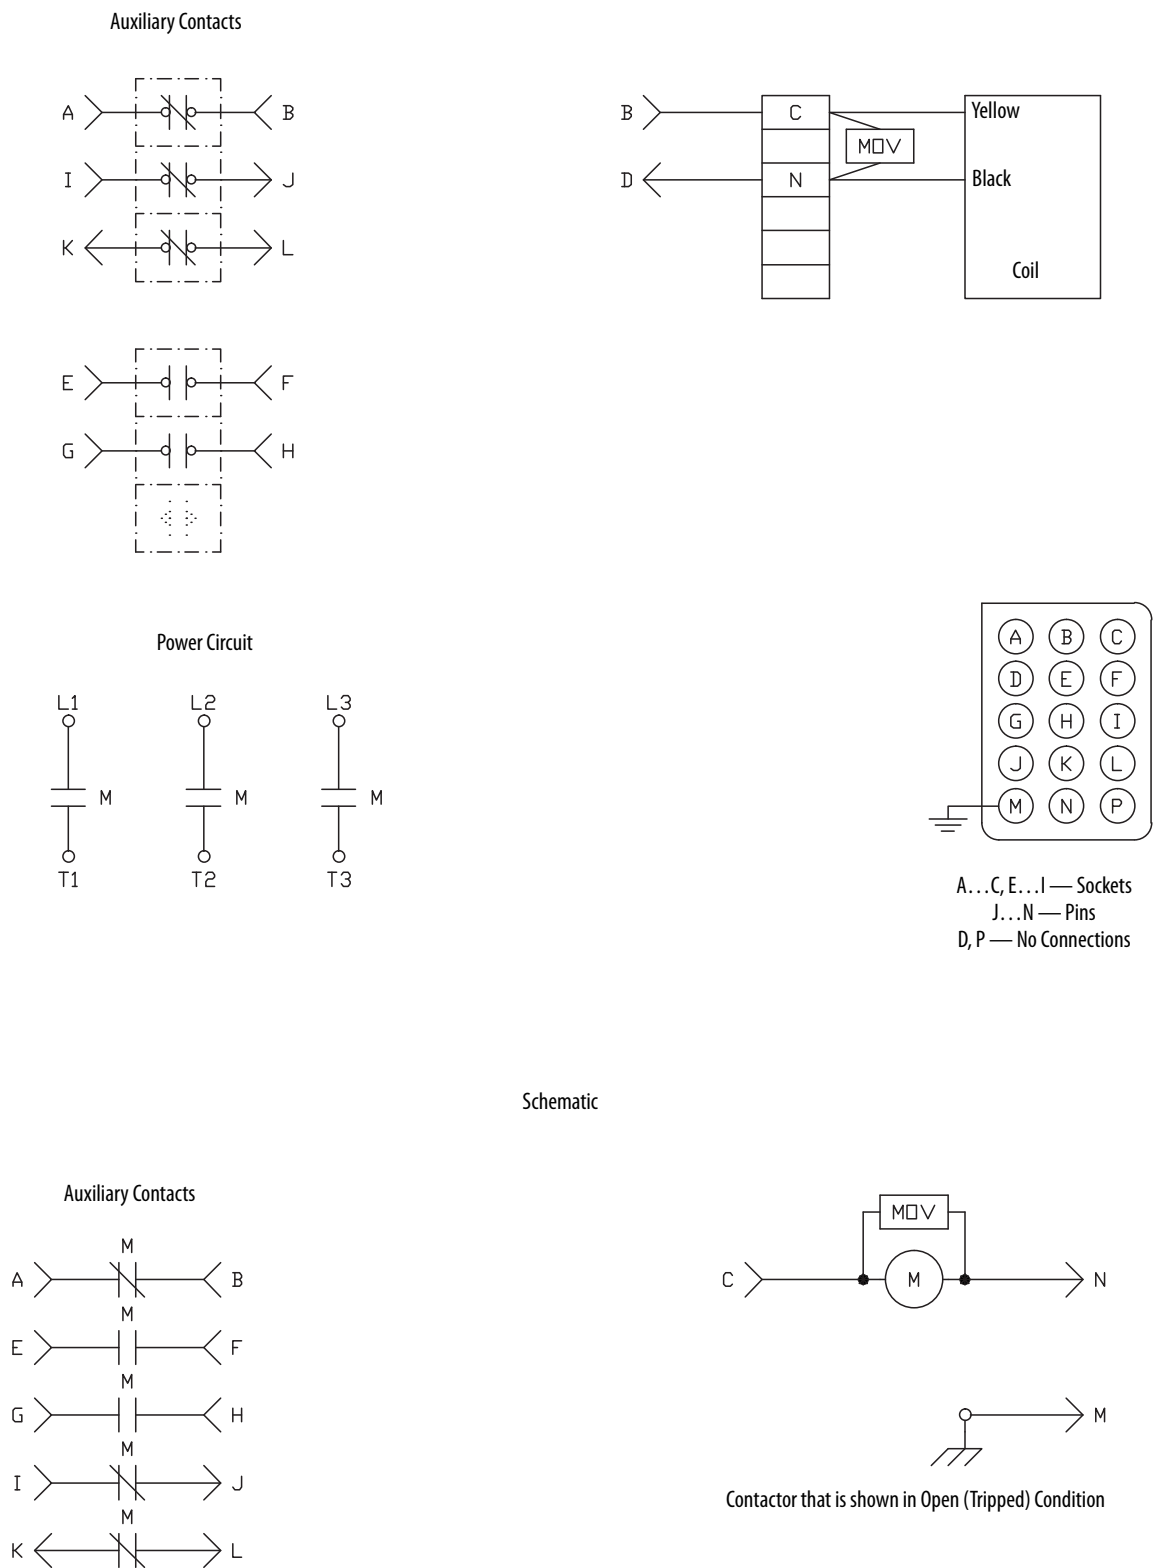 Auxiliary Contacts
A B
I J
K L
E F
G H
B C Yellow
MOV
D N Black
Coil
Power Circuit
L1 L2 L3
M M M
T1 T2 T3
A B C
D E F
G H I
J K L
M N P
A...C, E...I — Sockets
J...N — Pins
D, P — No Connections
Schematic
Auxiliary Contacts
M
A B
M
E F
M
G H
M
I J
M
K L
MOV
C M N
M
Contactor that is shown in Open (Tripped) Condition